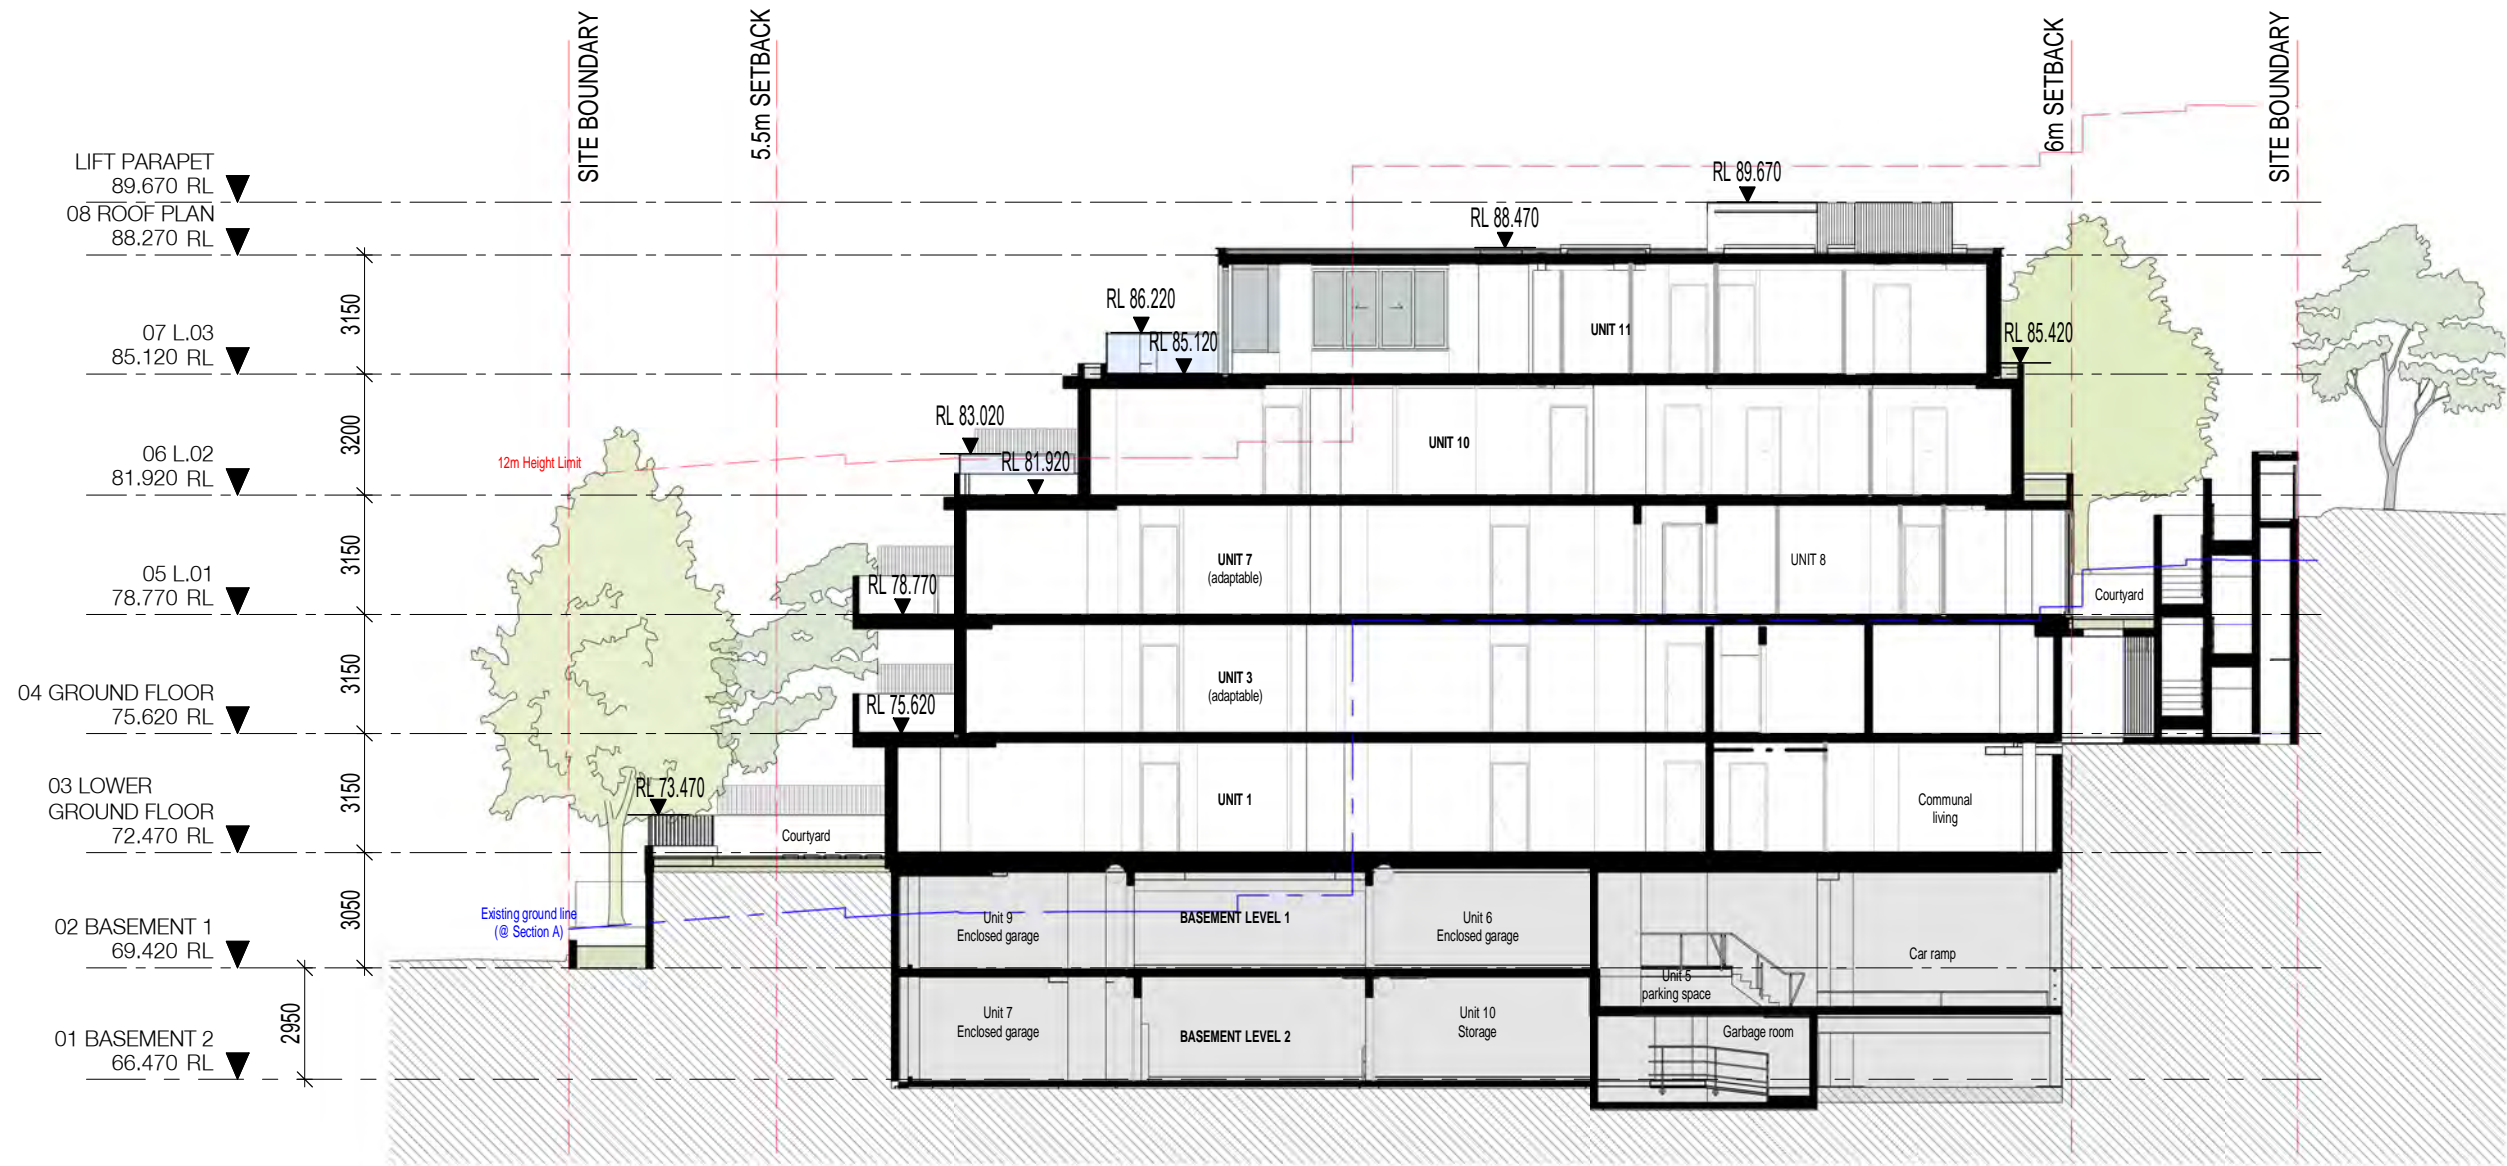 SITE BOUNDARY
5.5m SETBACK
6m SETBACK
SITE BOUNDARY
LIFT PARAPET
89.670 RL
08 ROOF PLAN
88.270 RL
07 L.03
85.120 RL
06 L.02
81.920 RL
05 L.01
78.770 RL
04 GROUND FLOOR
75.620 RL
03 LOWER
GROUND FLOOR
72.470 RL
02 BASEMENT 1
69.420 RL
01 BASEMENT 2
66.470 RL
3150
3200
3150
3150
3150
3050
2950
RL 89.670
RL 88.470
RL 86.220
RL 85.120
UNIT 11
RL 85.420
RL 83.020
12m Height Limit
RL 81.920
UNIT 10
RL 78.770
UNIT 7
(adaptable)
UNIT 8
Courtyard
RL 75.620
UNIT 3
(adaptable)
RL 73.470
Courtyard
UNIT 1
Communal
living
Existing ground line
(@ Section A)
Unit 9
Enclosed garage
BASEMENT LEVEL 1
Unit 6
Enclosed garage
Car ramp
Unit 5
parking space
Unit 7
Enclosed garage
BASEMENT LEVEL 2
Unit 10
Storage
Garbage room